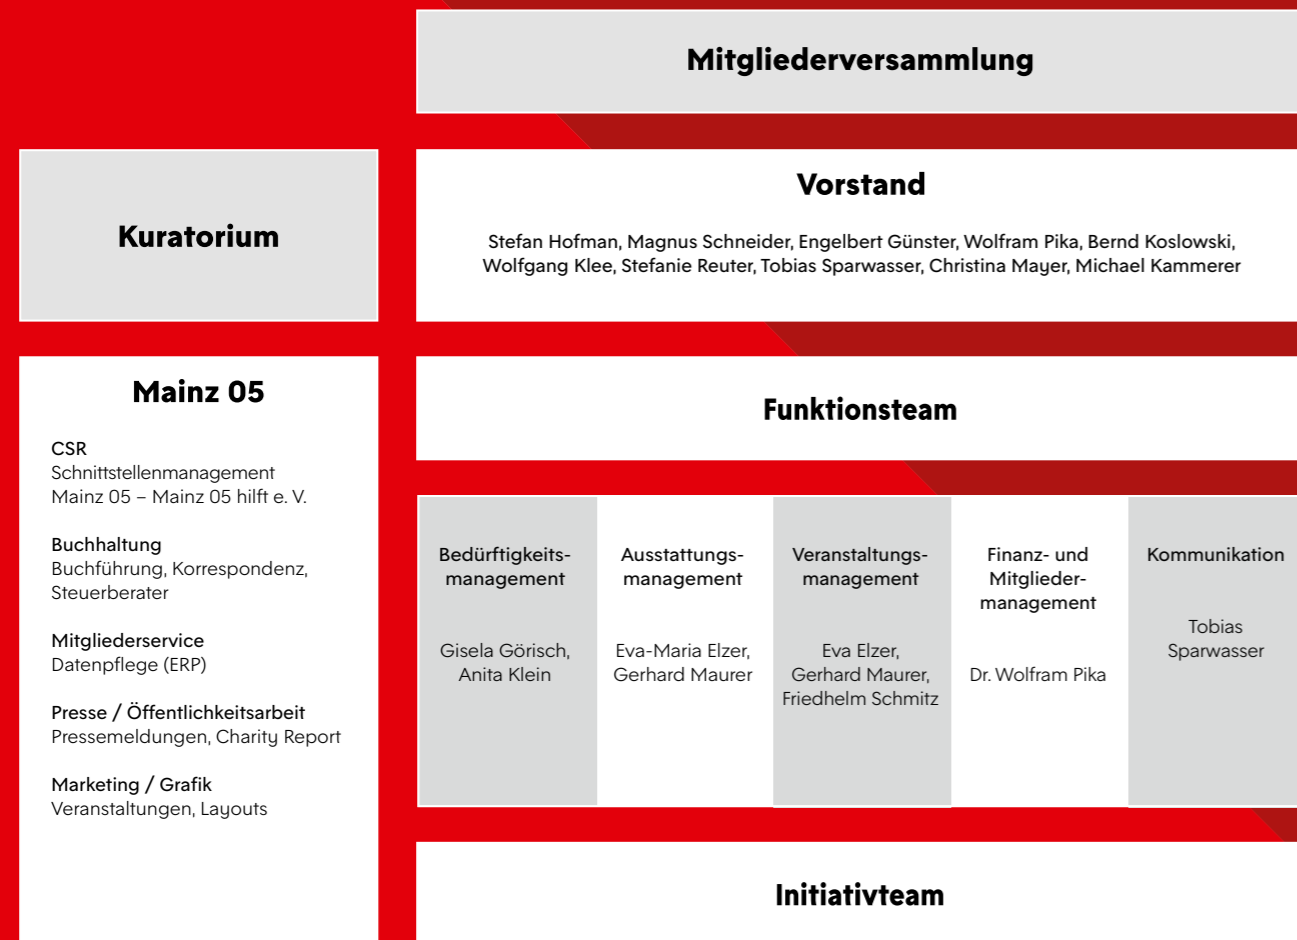 Mitgliederversammlung
Kuratorium
Vorstand
Stefan Hofman, Magnus Schneider, Engelbert Günster, Wolfram Pika, Bernd Koslowski,
Wolfgang Klee, Stefanie Reuter, Tobias Sparwasser, Christina Mayer, Michael Kammerer
Mainz 05
CSR
Schnittstellenmanagement
Mainz 05 – Mainz 05 hilft e. V.
Buchhaltung
Buchführung, Korrespondenz,
Steuerberater
Mitgliederservice
Datenpflege (ERP)
Presse / Öffentlichkeitsarbeit
Pressemeldungen, Charity Report
Marketing / Grafik
Veranstaltungen, Layouts
Funktionsteam
Bedürftigkeits-
management
Gisela Görisch,
Anita Klein
Ausstattungs-
management
Eva-Maria Elzer,
Gerhard Maurer
Veranstaltungs-
management
Eva Elzer,
Gerhard Maurer,
Friedhelm Schmitz
Finanz- und
Mitglieder-
management
Dr. Wolfram Pika
Kommunikation
Tobias
Sparwasser
Initiativteam